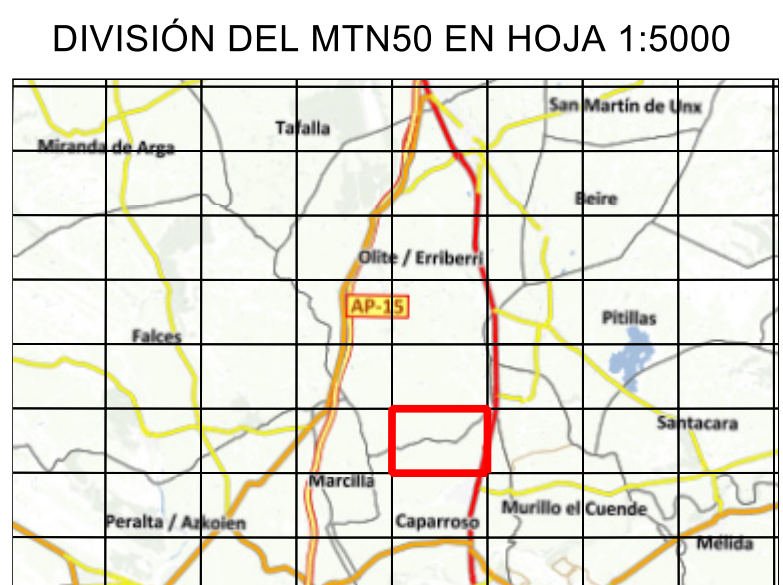 DIVISIÓN DEL MTN50 EN HOJA 1:5000
San Martín de Unx
Tafalla
Miranda de Arga
Beire
Olite / Erriberri
AP-15
Pitillas
Falces
Santacara
Marcilla
Murillo el Cuende
Peralta / Azkoien
Caparroso
Mélida